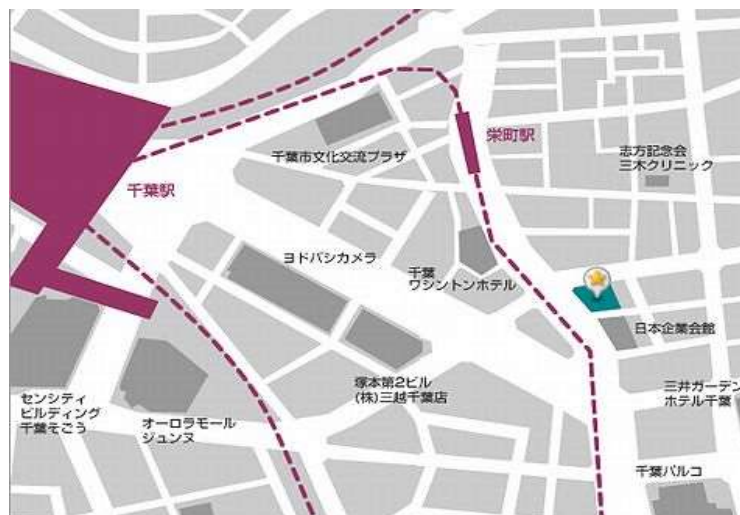 栄町駅
千葉市文化交流プラザ
志方記念会
三木クリニック
千葉駅
ヨドバシカメラ
千葉
ワシントンホテル
日本企業会館
塚本第2ビル
(株)三越千葉店
三井ガーデン
ホテル千葉
センシティ
ビルディング
千葉そごう
オーロラモール
ジュンヌ
千葉パルコ